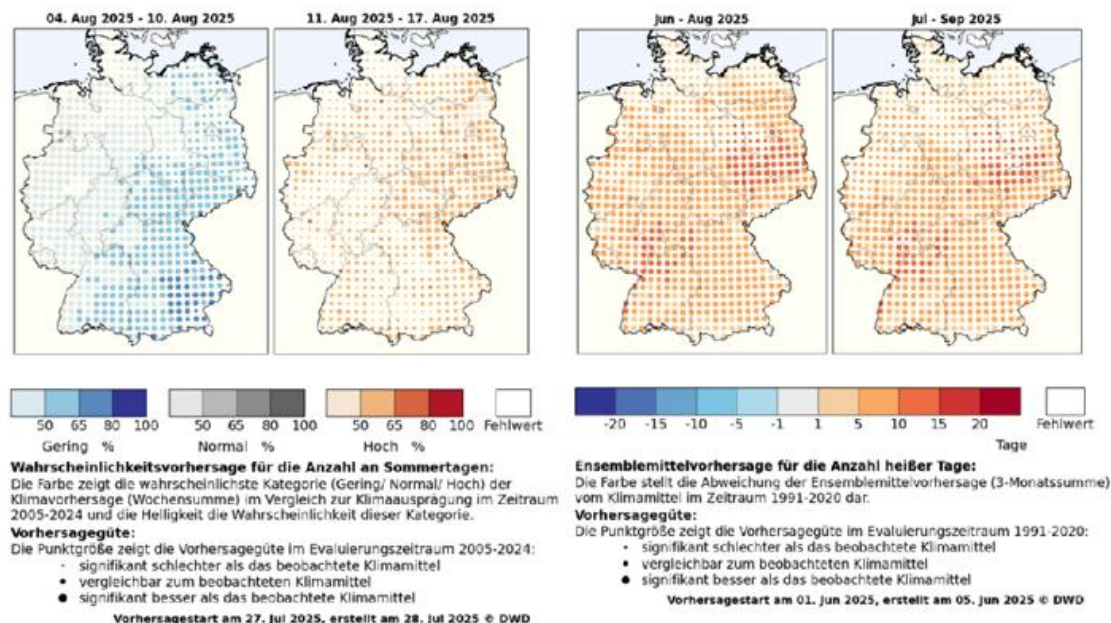 04. Aug 2025 - 10. Aug 2025
11. Aug 2025 - 17. Aug 2025
50 65 80 100
Gering %
50 65 80 100
Normal %
50 65 80 100
Hoch %
Fehlwert
Wahrscheinlichkeitsvorhersage für die Anzahl an Sommertagen:
Die Farbe zeigt die wahrscheinlichste Kategorie (Gering/ Normal/ Hoch) der
Klimavorhersage (Wochensumme) im Vergleich zur Klimaausprägung im Zeitraum
2005-2024 und die Helligkeit die Wahrscheinlichkeit dieser Kategorie.
Vorhersagegüte:
Die Punktgröße zeigt die Vorhersagegüte im Evaluierungszeitraum 2005-2024:
signifikant schlechter als das beobachtete Klimamittel
vergleichbar zum beobachteten Klimamittel
signifikant besser als das beobachtete Klimamittel
Vorhersagestart am 27. Jul 2025, erstellt am 28. Jul 2025 © DWD
Jun - Aug 2025
Jul - Sep 2025
-20 -15 -10 -5 -1 1 5 10 15 20
Fehlwert
Tage
Ensemblemittelvorhersage für die Anzahl heißer Tage:
Die Farbe stellt die Abweichung der Ensemblemittelvorhersage (3-Monatssumme)
vom Klimamittel im Zeitraum 1991-2020 dar.
Vorhersagegüte:
Die Punktgröße zeigt die Vorhersagegüte im Evaluierungszeitraum 1991-2020:
signifikant schlechter als das beobachtete Klimamittel
vergleichbar zum beobachteten Klimamittel
signifikant besser als das beobachtete Klimamittel
Vorhersagestart am 01. Jun 2025, erstellt am 05. Jun 2025 © DWD